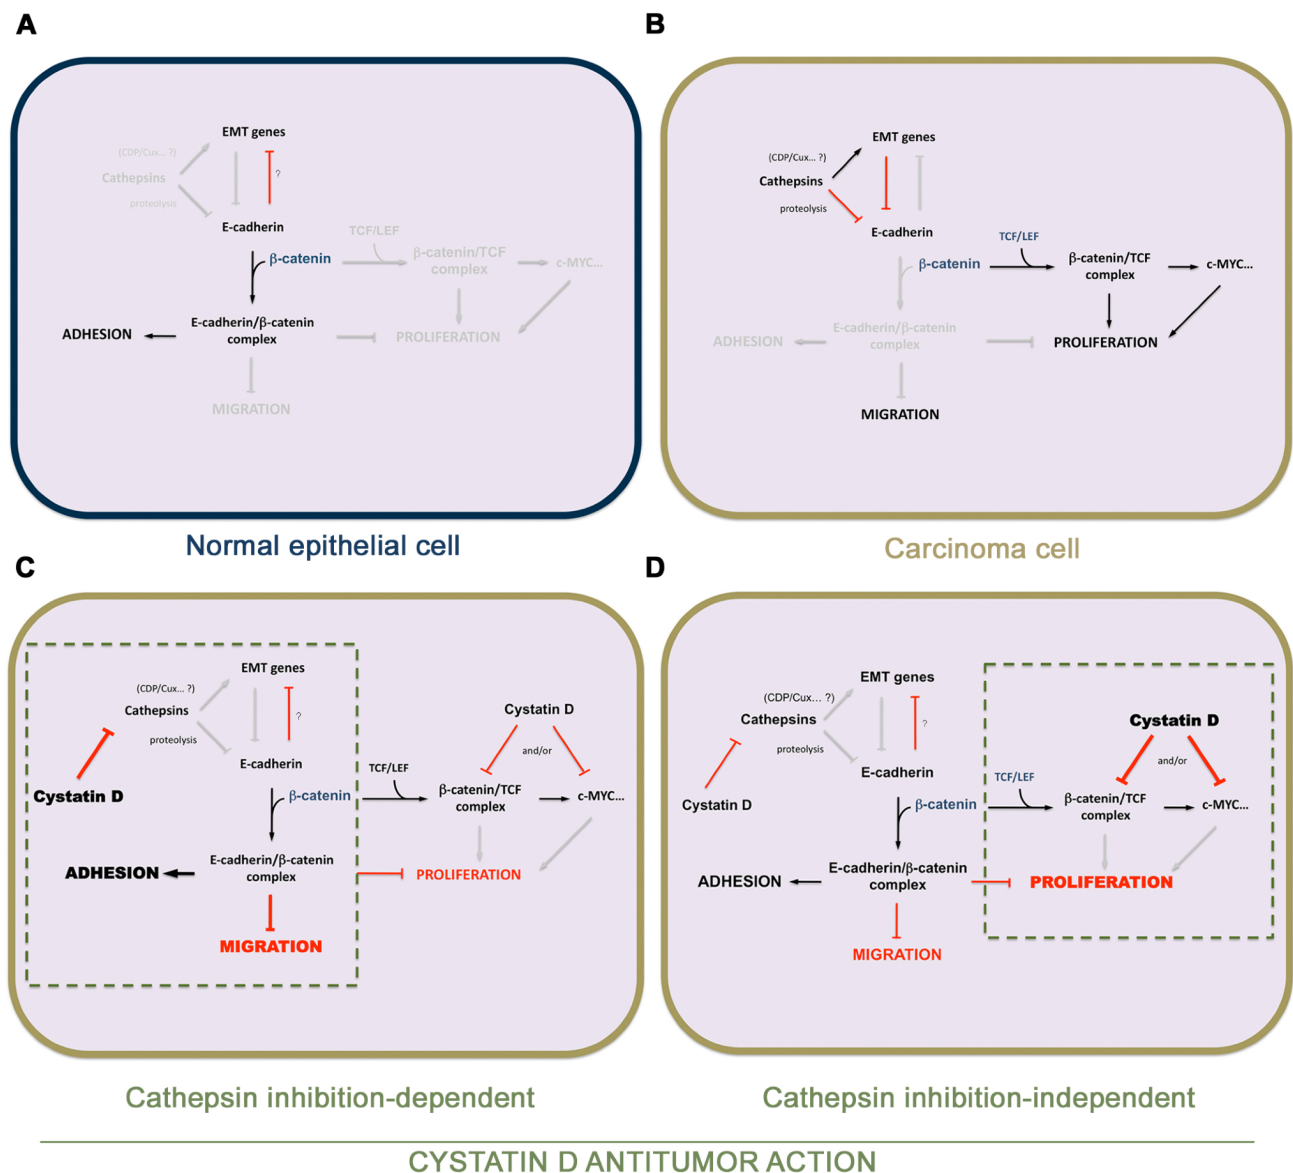 A
EMT genes
(CDP/Cux... ?)
Cathepsins
?
proteolysis
E-cadherin
TCF/LEF
β-catenin
β-catenin/TCF
complex
c-MYC...
E-cadherin/β-catenin
complex
ADHESION
PROLIFERATION
MIGRATION
Normal epithelial cell
B
EMT genes
(CDP/Cux... ?)
Cathepsins
proteolysis
E-cadherin
TCF/LEF
β-catenin
β-catenin/TCF
complex
c-MYC...
E-cadherin/β-catenin
complex
ADHESION
PROLIFERATION
MIGRATION
Carcinoma cell
C
EMT genes
(CDP/Cux... ?)
Cathepsins
?
proteolysis
E-cadherin
Cystatin D
Cystatin D
and/or
TCF/LEF
β-catenin
β-catenin/TCF
complex
c-MYC...
E-cadherin/β-catenin
complex
ADHESION
PROLIFERATION
MIGRATION
Cathepsin inhibition-dependent
D
EMT genes
(CDP/Cux... ?)
Cathepsins
?
proteolysis
E-cadherin
Cystatin D
Cystatin D
and/or
TCF/LEF
β-catenin
β-catenin/TCF
complex
c-MYC...
E-cadherin/β-catenin
complex
ADHESION
PROLIFERATION
MIGRATION
Cathepsin inhibition-independent
CYSTATIN D ANTITUMOR ACTION